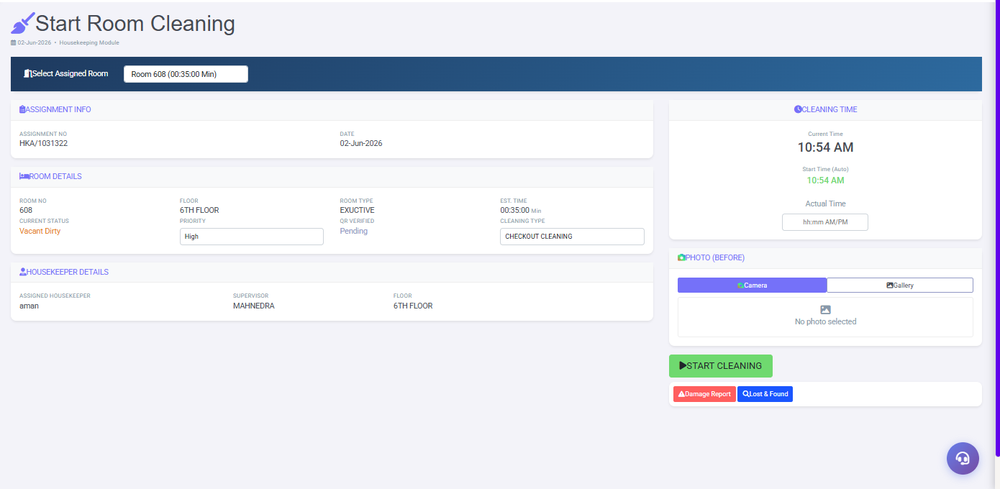 Start Room Cleaning
02-Jun-2026 • Housekeeping Module
Select Assigned Room
Room 608 (00:35:00 Min)
ASSIGNMENT INFO
ASSIGNMENT NO
HKA/1031322
DATE
02-Jun-2026
ROOM DETAILS
ROOM NO
608
FLOOR
6TH FLOOR
ROOM TYPE
EXUCTIVE
EST. TIME
00:35:00 Min
CURRENT STATUS
Vacant Dirty
PRIORITY
High
QR VERIFIED
Pending
CLEANING TYPE
CHECKOUT CLEANING
HOUSEKEEPER DETAILS
ASSIGNED HOUSEKEEPER
aman
SUPERVISOR
MAHNEDRA
FLOOR
6TH FLOOR
CLEANING TIME
Current Time
10:54 AM
Start Time (Auto)
10:54 AM
Actual Time
hh:mm AM/PM
PHOTO (BEFORE)
Camera
Gallery
No photo selected
START CLEANING
Damage Report
Lost & Found